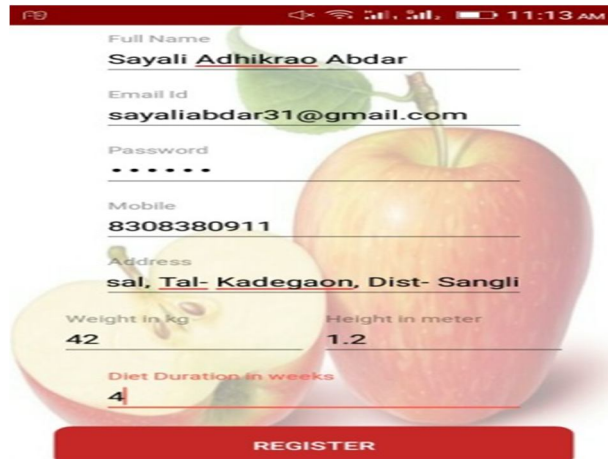 11:13 AM
Full Name
Sayali Adhikrao Abdar
Email Id
sayaliabdar31@gmail.com
Password
••••••
Mobile
8308380911
Address
sal, Tal- Kadegaon, Dist- Sangli
Weight in kg Height in meter
42 1.2
Diet Duration in weeks
4
REGISTER